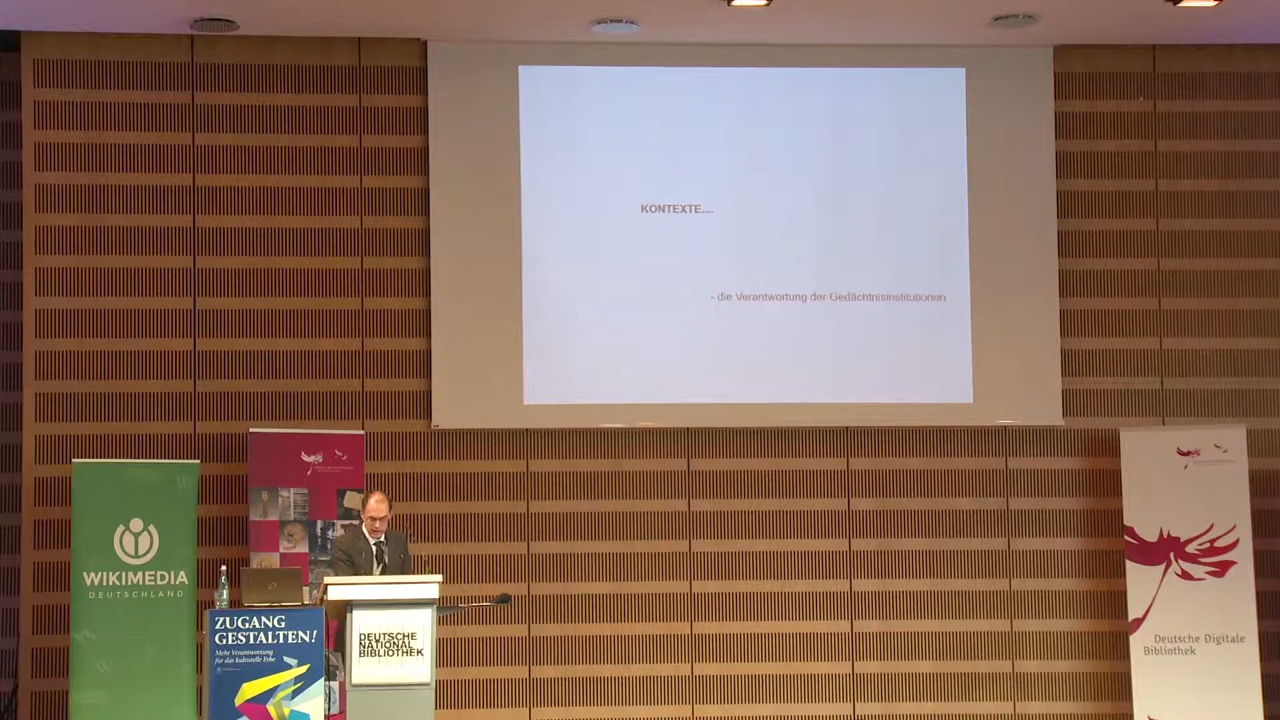 KONTEXTE....
- die Verantwortung der Gedächtnisinstitutionen
WIKIMEDIA
DEUTSCHLAND
ZUGANG
GESTALTEN!
Mehr Verantwortung
für das kulturelle Erbe
DEUTSCHE
NATIONAL
BIBLIOTHEK
Deutsche Digitale
Bibliothek